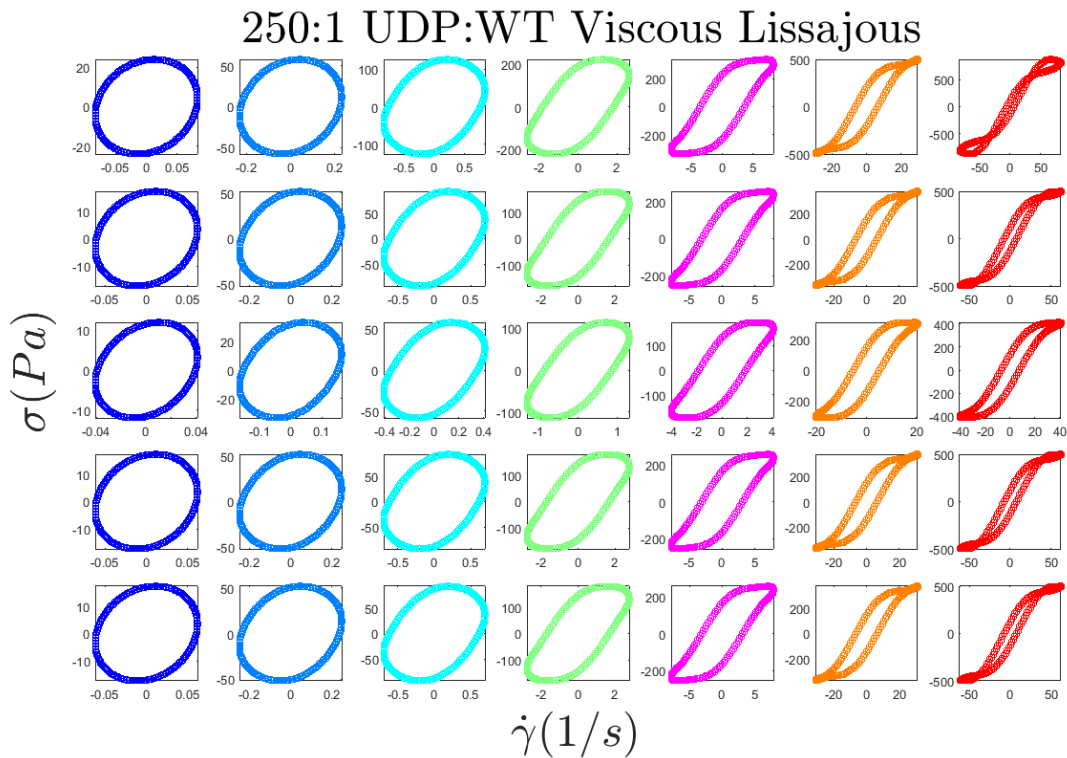 250:1 UDP:WT Viscous Lissajous
20 0 -20 -0.05 0 0.05
50 0 -50 -0.2 0 0.2
100 0 -100 -0.5 0 0.5
200 0 -200 -2 0 2
200 0 -200 -5 0 5
500 0 -500 -20 0 20
500 0 -500 -50 0 50
10 0 -10 -0.05 0 0.05
50 0 -50 -0.2 0 0.2
50 0 -50 -0.5 0 0.5
100 0 -100 -2 0 2
200 0 -200 -5 0 5
200 0 -200 -20 0 20
500 0 -500 -50 0 50
σ(Pa)
10 0 -10 -0.04 0 0.04
20 0 -20 -0.1 0 0.1
50 0 -50 -0.4 -0.2 0 0.2 0.4
100 0 -100 -1 0 1
100 0 -100 -4 -2 0 2 4
200 0 -200 -20 0 20
400 200 0 -200 -400 -40 -20 0 20 40
10 0 -10 -0.05 0 0.05
50 0 -50 -0.2 0 0.2
50 0 -50 -0.5 0 0.5
100 0 -100 -2 0 2
200 0 -200 -5 0 5
200 0 -200 -20 0 20
500 0 -500 -50 0 50
10 0 -10 -0.05 0 0.05
50 0 -50 -0.2 0 0.2
50 0 -50 -0.5 0 0.5
100 0 -100 -2 0 2
200 0 -200 -5 0 5
200 0 -200 -20 0 20
500 0 -500 -50 0 50
γ̇(1/s)